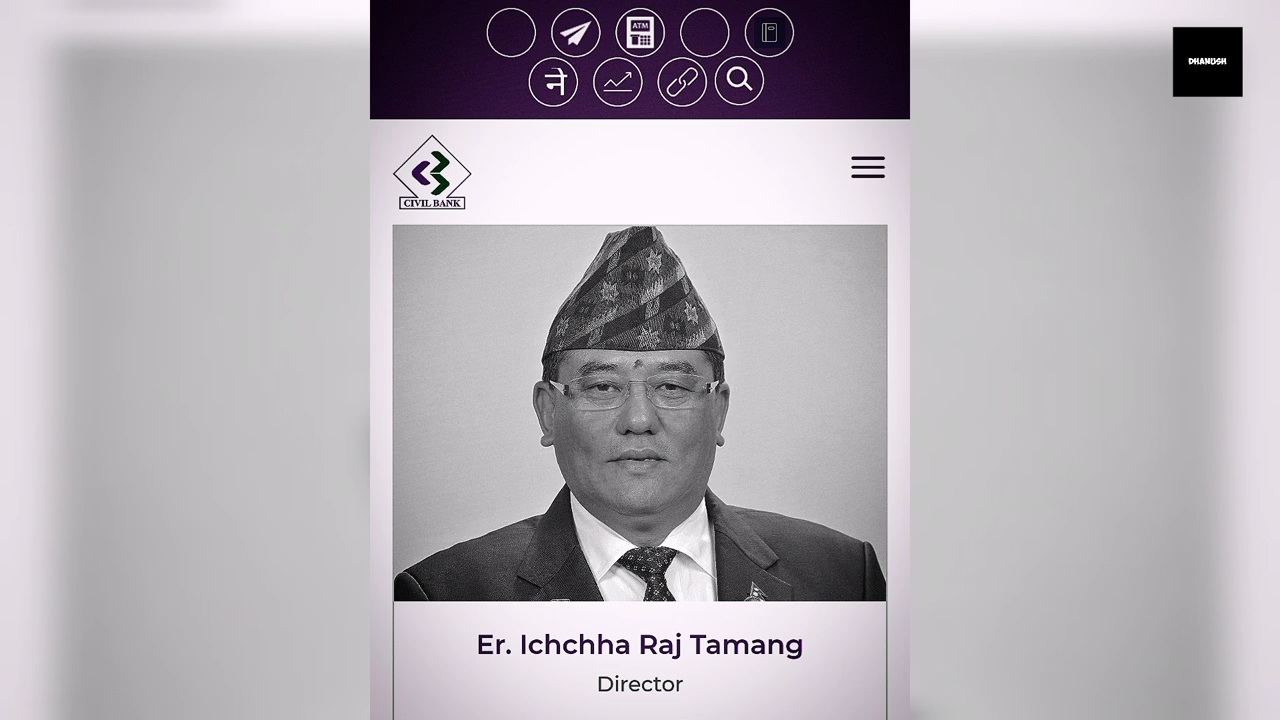 ATM
DHANUSH
ने
CIVIL BANK
Er. Ichchha Raj Tamang
Director